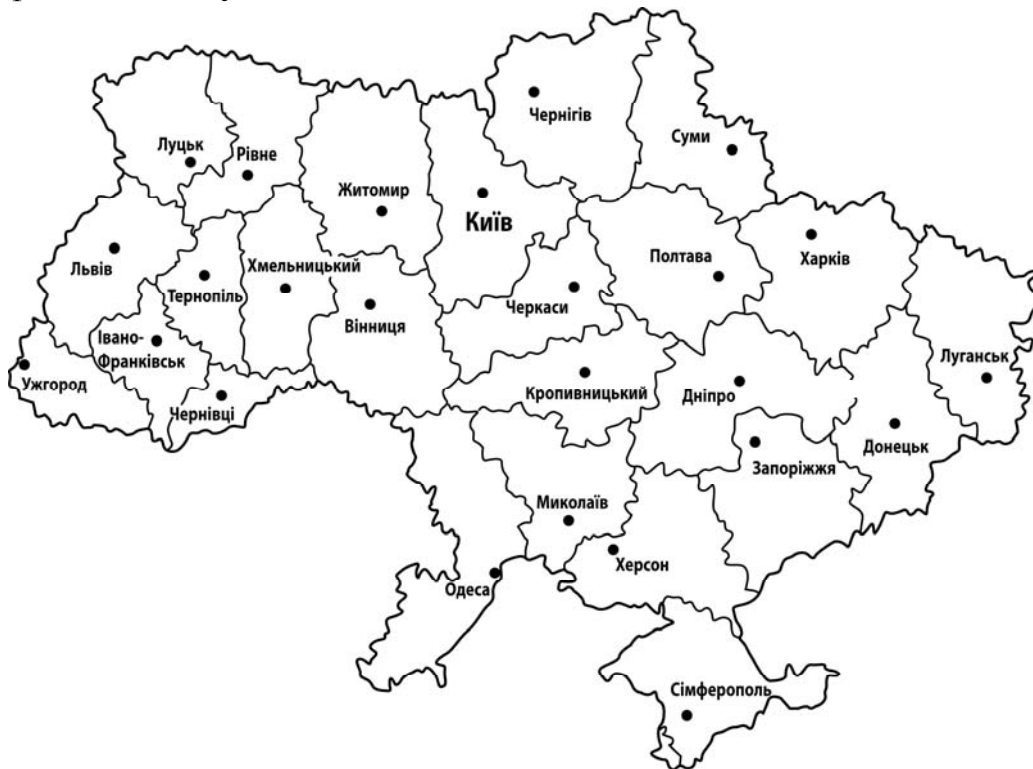 Чернігів
Суми
Луцьк
Рівне
Житомир
Київ
Львів
Тернопіль
Хмельницький
Вінниця
Черкаси
Полтава
Харків
Івано-
Франківськ
Ужгород
Чернівці
Кропивницький
Дніпро
Луганськ
Донецьк
Запоріжжя
Миколаїв
Херсон
Одеса
Сімферополь